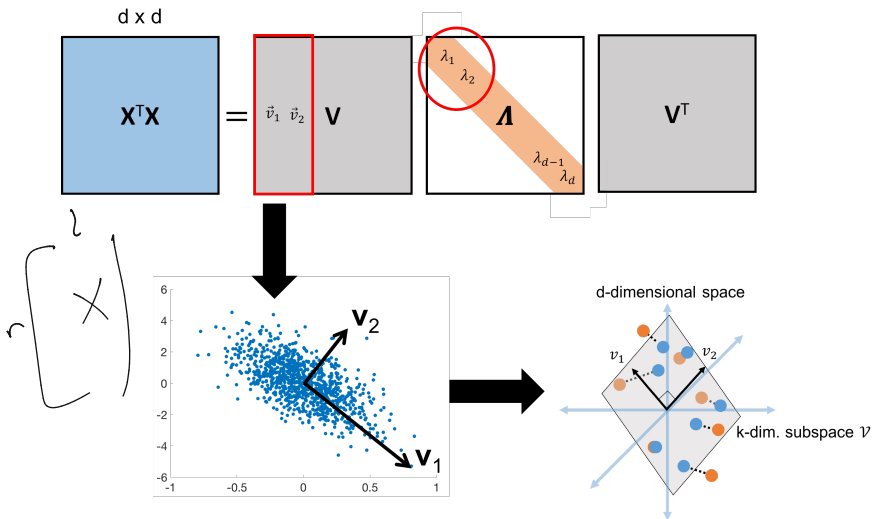 d x d
XᵀX = v⃗₁ v⃗₂ V λ₁ λ₂ Λ λ_{d−1} λ_d Vᵀ
n X
6
4
2
0
-2
-4
-6
-1 -0.5 0 0.5 1
v₂
v₁
d-dimensional space
v₁ v₂
k-dim. subspace 𝒱